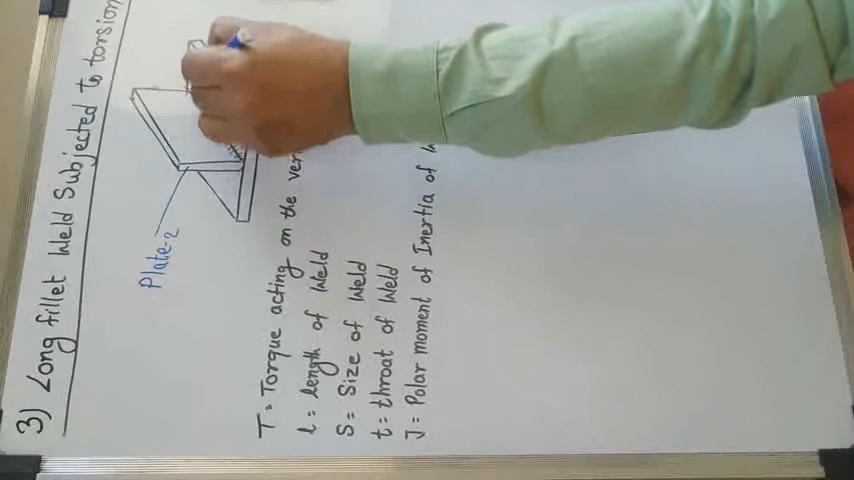 3) Long fillet Weld Subjected to torsion
Plate-2
T = Torque acting on the
l = length of Weld
S = Size of Weld
t = throat of Weld
J = Polar moment of Inertia of